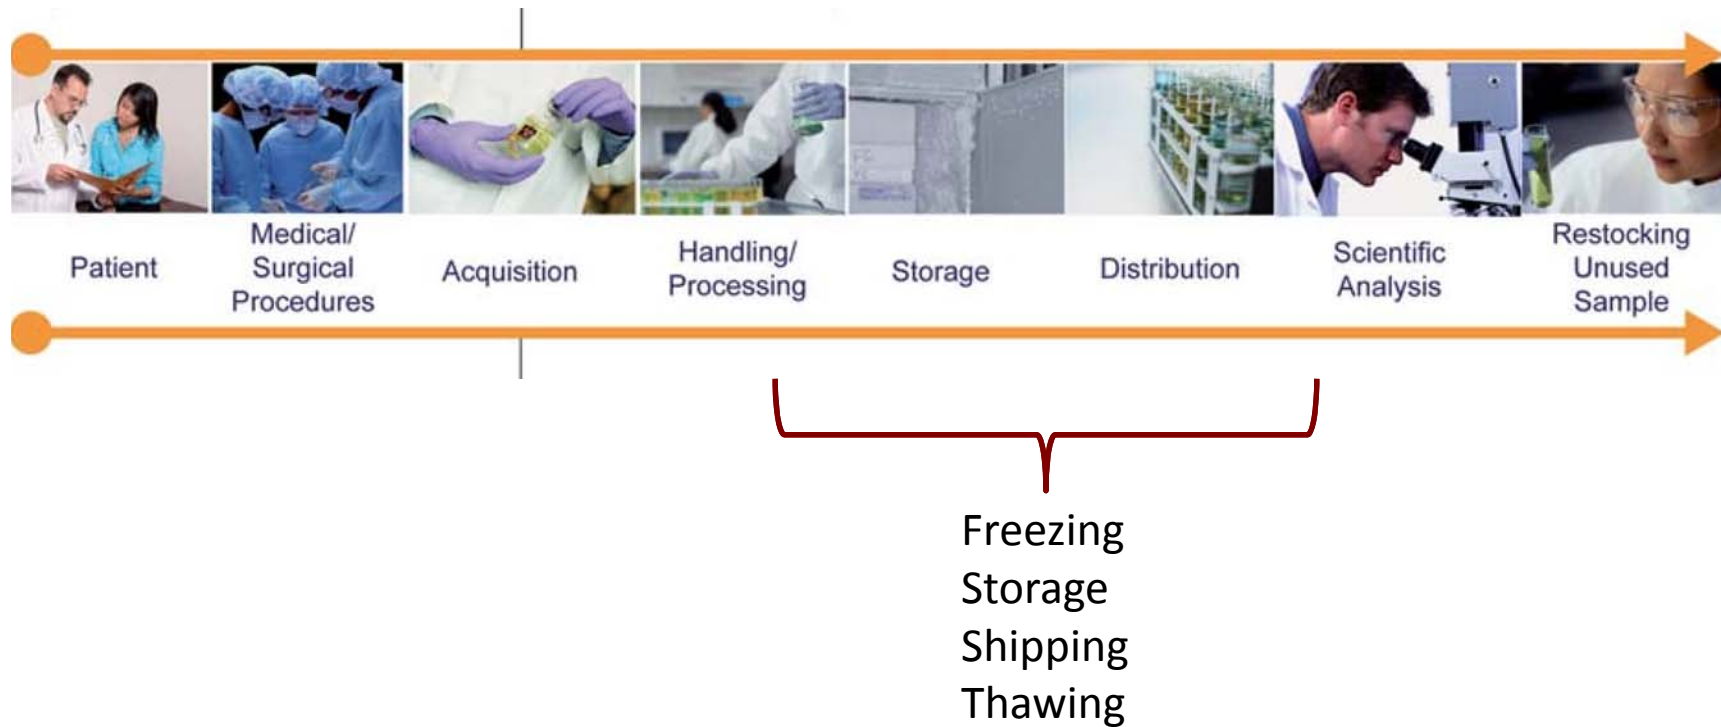 Patient
Medical/
Surgical
Procedures
Acquisition
Handling/
Processing
Storage
Distribution
Scientific
Analysis
Restocking
Unused
Sample
Freezing
Storage
Shipping
Thawing